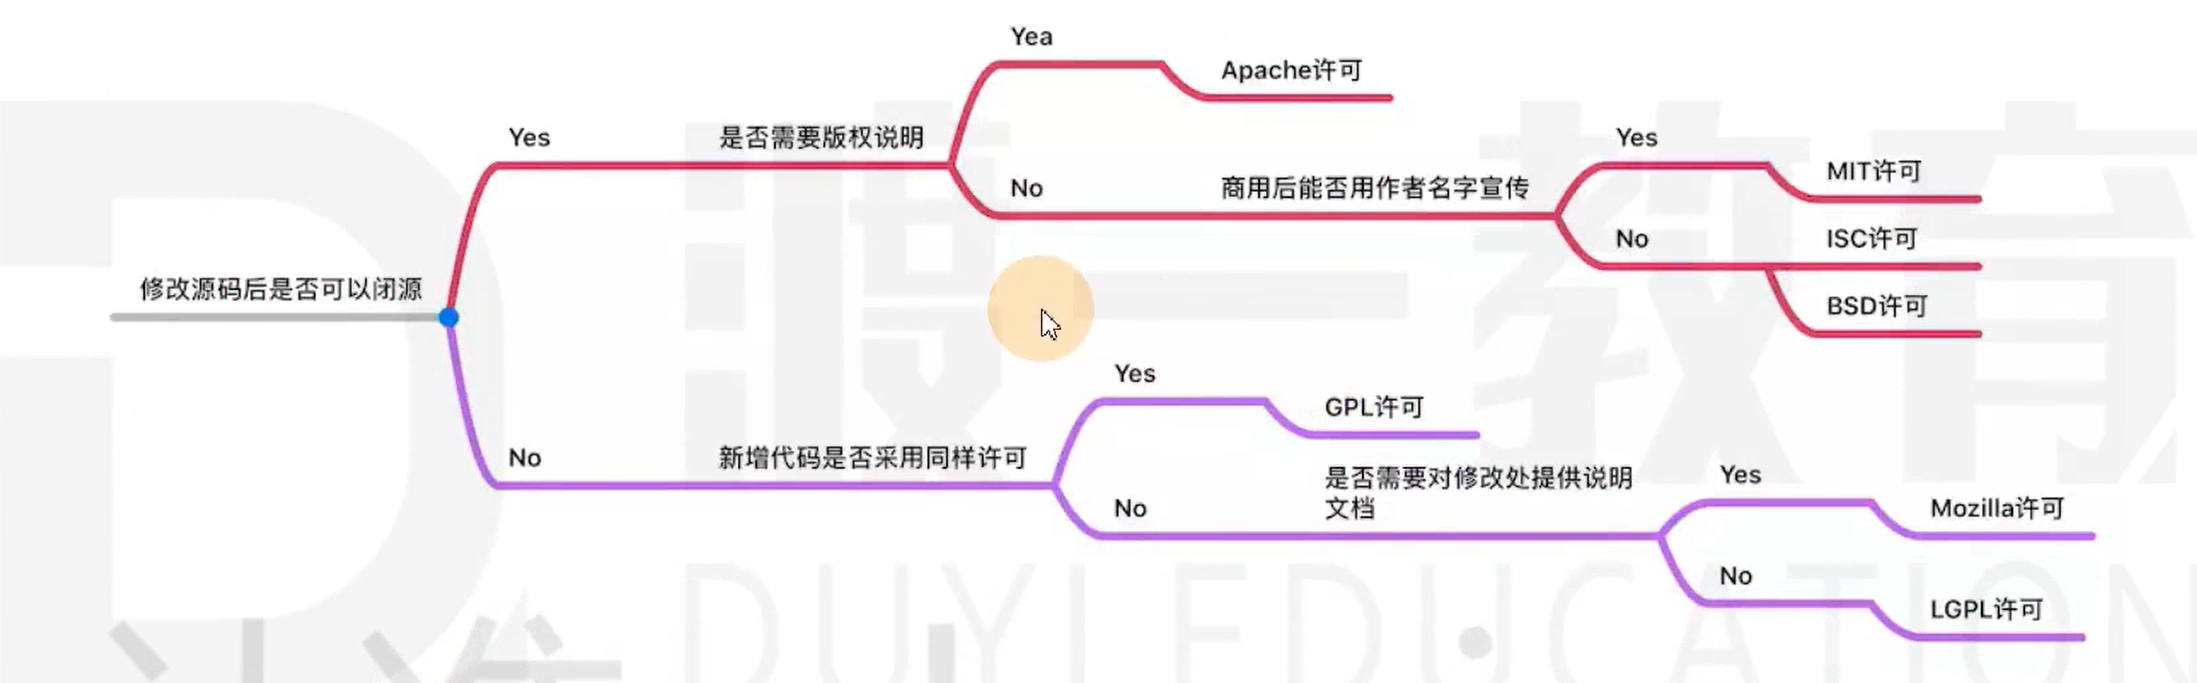 Yea
Apache许可
Yes
是否需要版权说明
Yes
MIT许可
No
商用后能否用作者名字宣传
No
ISC许可
修改源码后是否可以闭源
BSD许可
Yes
GPL许可
No
新增代码是否采用同样许可
是否需要对修改处提供说明
文档
Yes
No
Mozilla许可
No
LGPL许可
渡一教育
DUYI EDUCATION